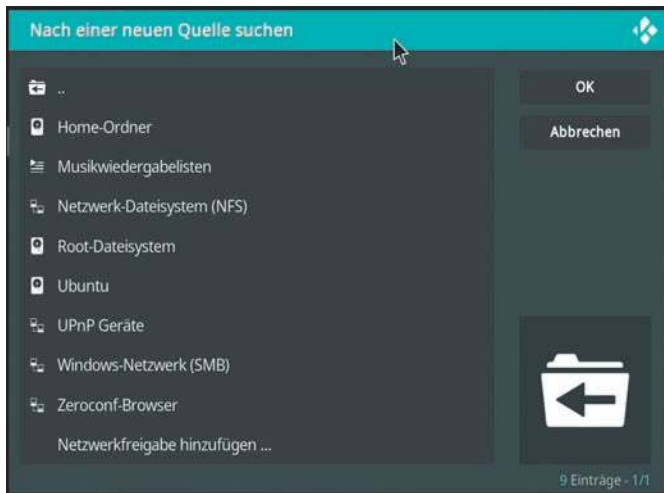 Nach einer neuen Quelle suchen
..
OK
Home-Ordner
Abbrechen
Musikwiedergabelisten
Netzwerk-Dateisystem (NFS)
Root-Dateisystem
Ubuntu
UPnP Geräte
Windows-Netzwerk (SMB)
Zeroconf-Browser
Netzwerkfreigabe hinzufügen ...
9 Einträge - 1/1